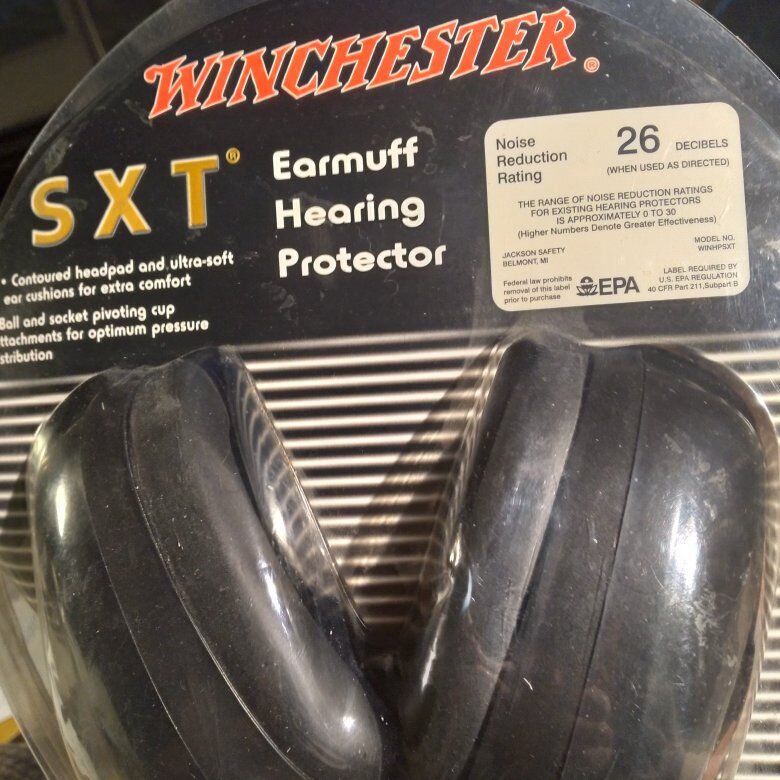 WINCHESTER®
SXT®
Earmuff
Hearing
Protector
• Contoured headpad and ultra-soft
ear cushions for extra comfort
Ball and socket pivoting cup
ttachments for optimum pressure
stribution
Noise
Reduction
Rating
26 DECIBELS
(WHEN USED AS DIRECTED)
THE RANGE OF NOISE REDUCTION RATINGS
FOR EXISTING HEARING PROTECTORS
IS APPROXIMATELY 0 TO 30
(Higher Numbers Denote Greater Effectiveness)
JACKSON SAFETY
BELMONT, MI
MODEL NO.
WINHPSXT
Federal law prohibits
removal of this label
prior to purchase
EPA
LABEL REQUIRED BY
U.S. EPA REGULATION
40 CFR Part 211, Subpart B